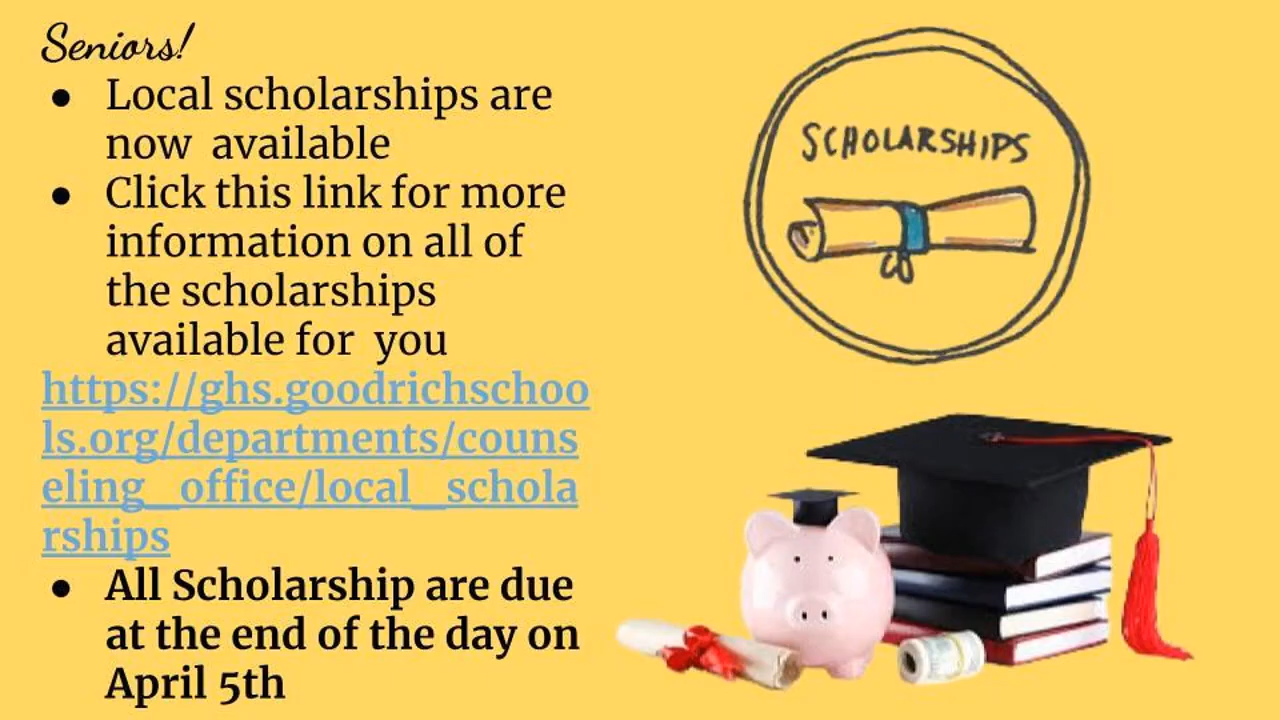 Seniors!
● Local scholarships are
now  available
● Click this link for more
information on all of
the scholarships
available for  you
https://ghs.goodrichschoo
ls.org/departments/couns
eling_office/local_schola
rships
● All Scholarship are due
at the end of the day on
April 5th
SCHOLARSHIPS